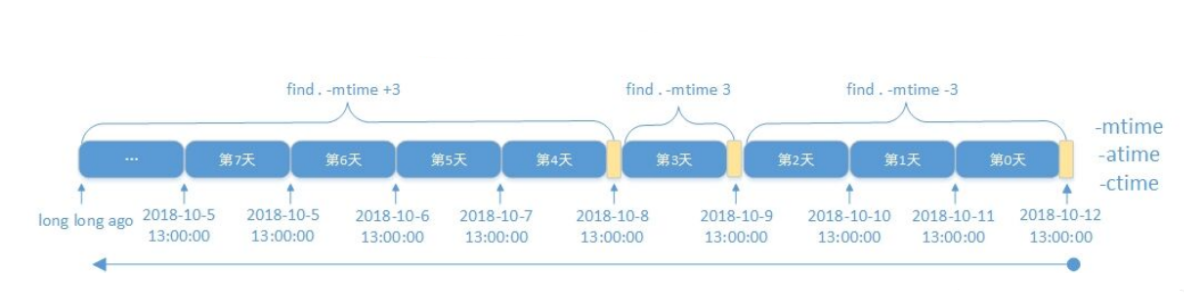 find . -mtime +3
find . -mtime 3
find . -mtime -3
-mtime
-atime
-ctime
...
第7天
第6天
第5天
第4天
第3天
第2天
第1天
第0天
long long ago
2018-10-5
13:00:00
2018-10-5
13:00:00
2018-10-6
13:00:00
2018-10-7
13:00:00
2018-10-8
13:00:00
2018-10-9
13:00:00
2018-10-10
13:00:00
2018-10-11
13:00:00
2018-10-12
13:00:00